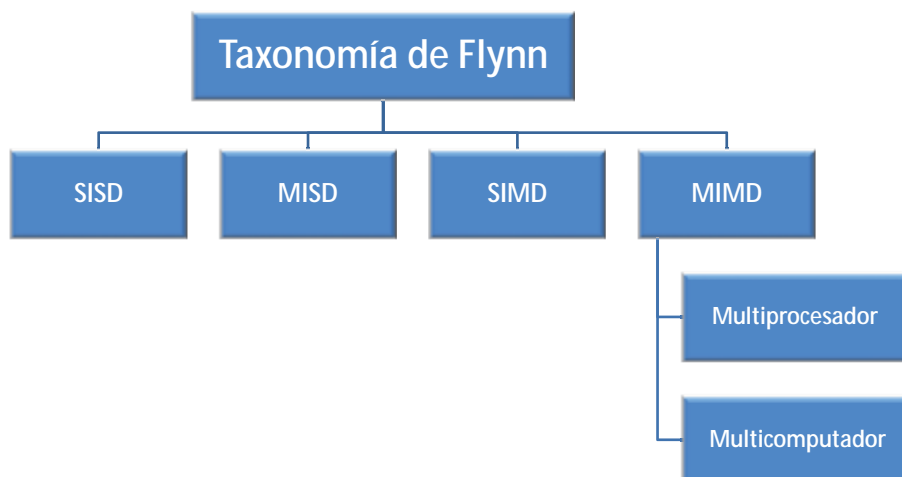 Taxonomía de Flynn
SISD
MISD
SIMD
MIMD
Multiprocesador
Multicomputador